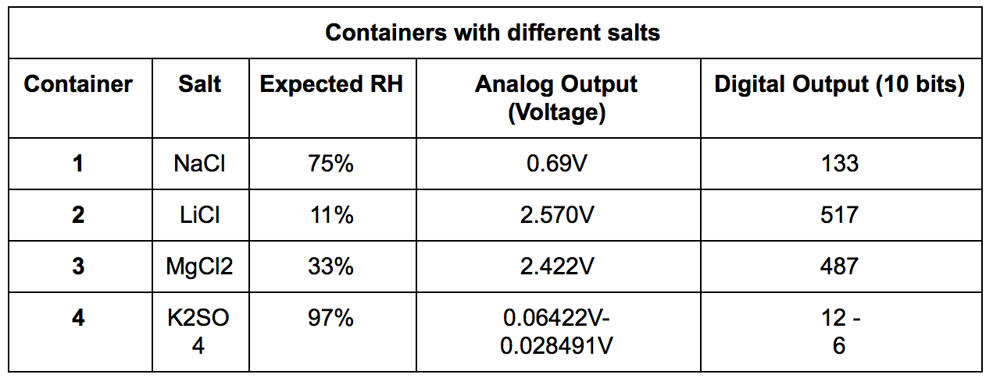 Containers with different salts
Container Salt Expected RH Analog Output (Voltage) Digital Output (10 bits)
1 NaCl 75% 0.69V 133
2 LiCl 11% 2.570V 517
3 MgCl2 33% 2.422V 487
4 K2SO 4 97% 0.06422V- 0.028491V 12 - 6